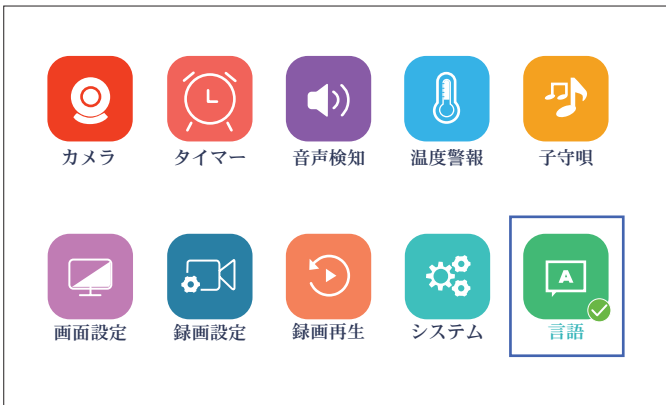 カメラ タイマー 音声検知 温度警報 子守唄
A
画面設定 録画設定 録画再生 システム 言語